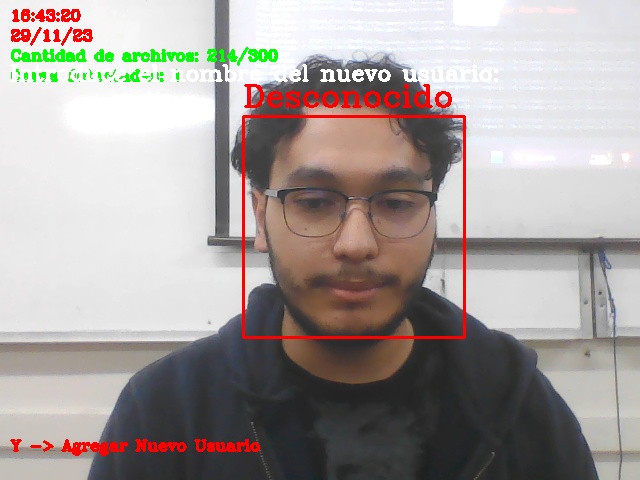 16:43:20
29/11/23
Cantidad de archivos: 214/300
nombre del nuevo usuario:
Desconocido
Y -> Agregar Nuevo Usuario